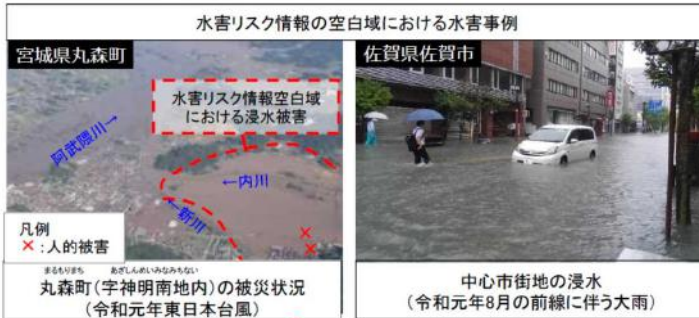 水害リスク情報の空白域における水害事例
宮城県丸森町
水害リスク情報空白域
における浸水被害
阿武隈川→
←内川
←新川
凡例
×:人的被害
まるもりまち
あざしんめいみなみちない
丸森町(字神明南地内)の被災状況
(令和元年東日本台風)
佐賀県佐賀市
中心市街地の浸水
(令和元年8月の前線に伴う大雨)